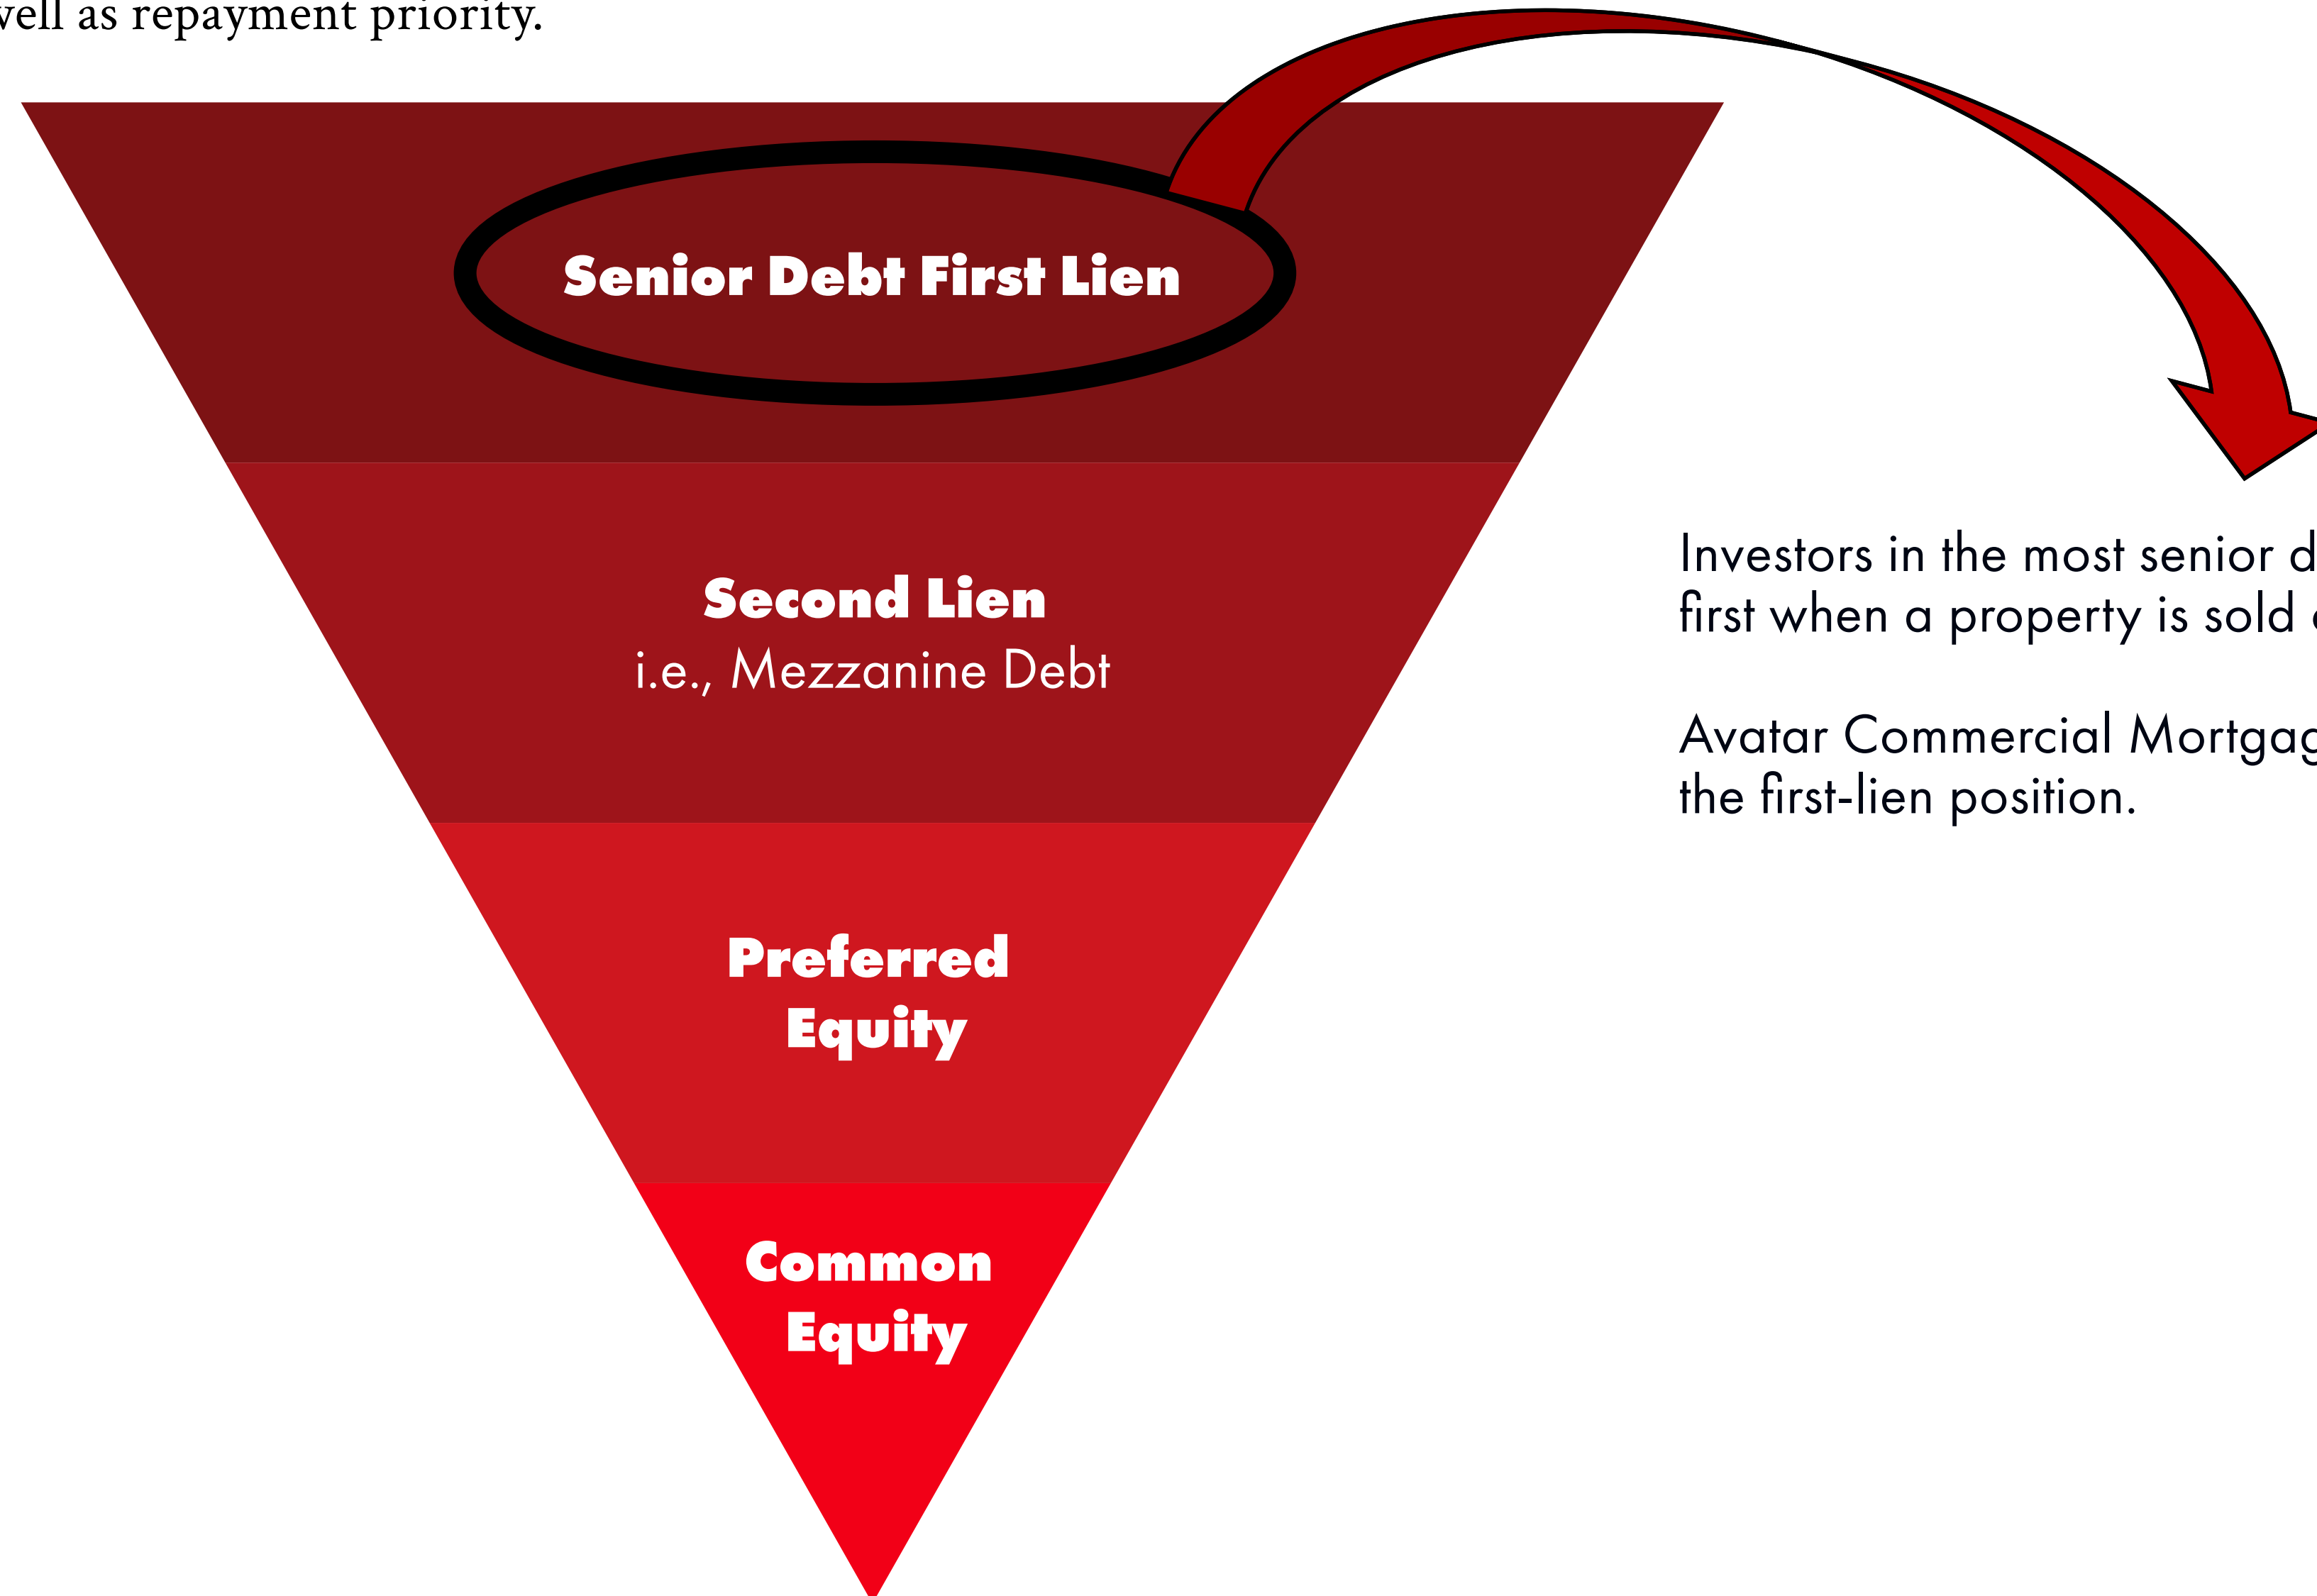 well as repayment priority.
Senior Debt First Lien
Second Lien
i.e., Mezzanine Debt
Preferred
Equity
Common
Equity
Investors in the most senior
first when a property is sold
Avatar Commercial
the first-lien position.